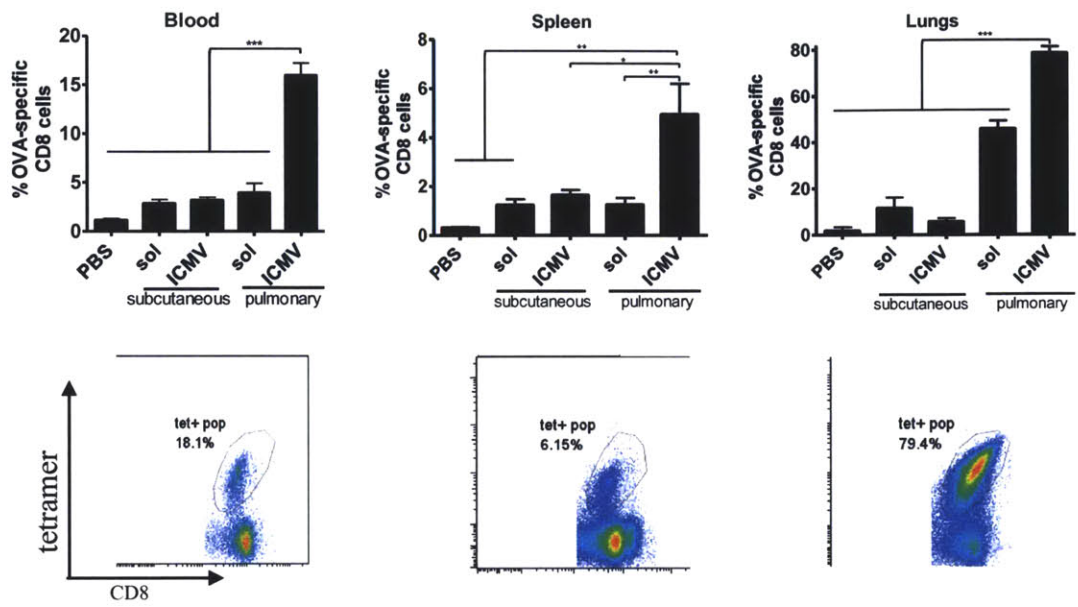 Blood
% OVA-specific
CD8 cells
20
15
10
5
0
***
PBS
sol
ICMV
sol
ICMV
subcutaneous
pulmonary
Spleen
% OVA-specific
CD8 cells
8
6
4
2
0
**
*
**
PBS
sol
ICMV
sol
ICMV
subcutaneous
pulmonary
Lungs
% OVA-specific
CD8 cells
80
60
40
20
0
***
PBS
sol
ICMV
sol
ICMV
subcutaneous
pulmonary
tetramer
CD8
tet+ pop
18.1%
tet+ pop
6.15%
tet+ pop
79.4%